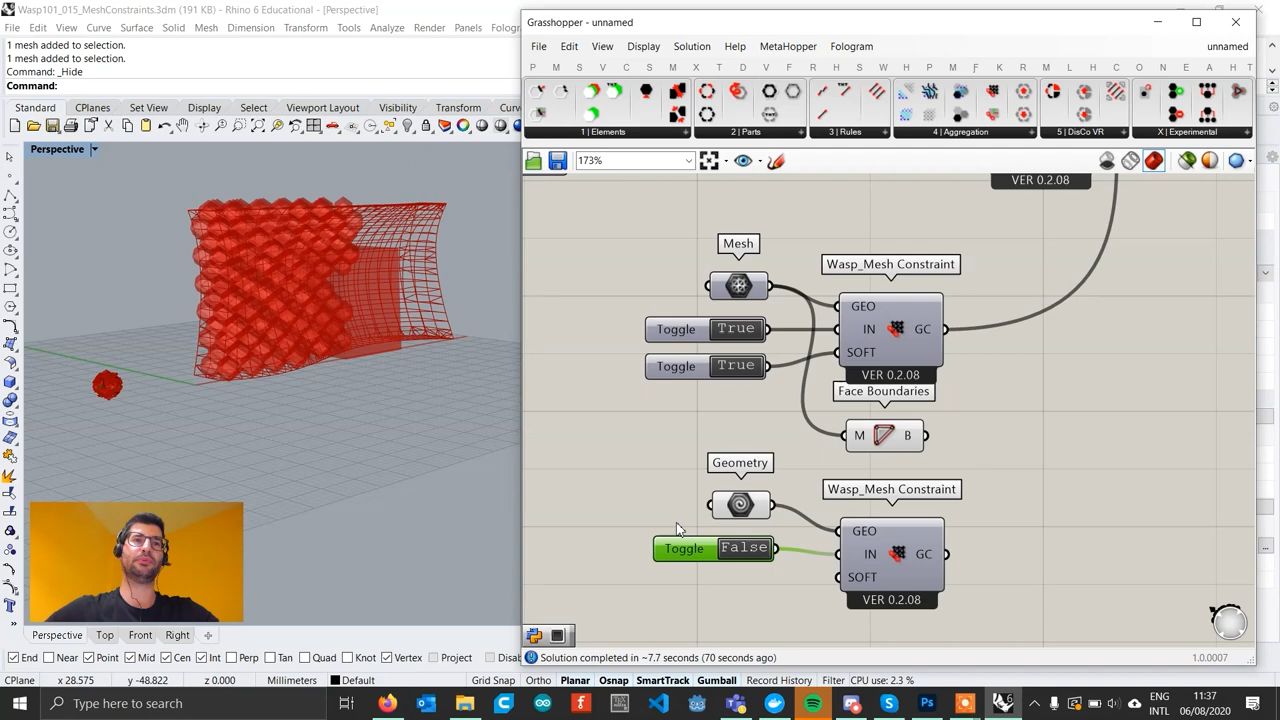 Wasp101_015_MeshConstraints.3dm (191 KB) - Rhino 6 Educational - [Perspective]
File Edit View Curve Surface Solid Mesh Dimension Transform Tools Analyze Render Panels Fologr
1 mesh added to selection.
1 mesh added to selection.
Command: _Hide
Command:
Standard CPlanes Set View Display Select Viewport Layout Visibility Transform Curv
Perspective
Grasshopper - unnamed
File Edit View Display Solution Help MetaHopper Fologram unnamed
P M I S V C S M X T D V H F P M H R L S W H P M F R M L H C O N E A H T
1 | Elements
2 | Parts
3 | Rules
4 | Aggregation
5 | DisCo VR
X | Experimental
173%
VER 0.2.08
Mesh
Wasp_Mesh Constraint
GEO
Toggle True
IN GC
SOFT
Toggle True
VER 0.2.08
Face Boundaries
M B
Geometry
Wasp_Mesh Constraint
GEO
Toggle False
IN GC
SOFT
VER 0.2.08
Solution completed in ~7.7 seconds (70 seconds ago)
1.0.0007
Perspective Top Front Right
End Near Point Mid Cen Int Perp Tan Quad Knot Vertex Project Disa
CPlane x 28.575 y -48.822 z 0.000 Millimeters Default Grid Snap Ortho Planar Osnap SmartTrack Gumball Record History Filter CPU use: 2.3 %
Type here to search
ENG
INTL
11:37
06/08/2020